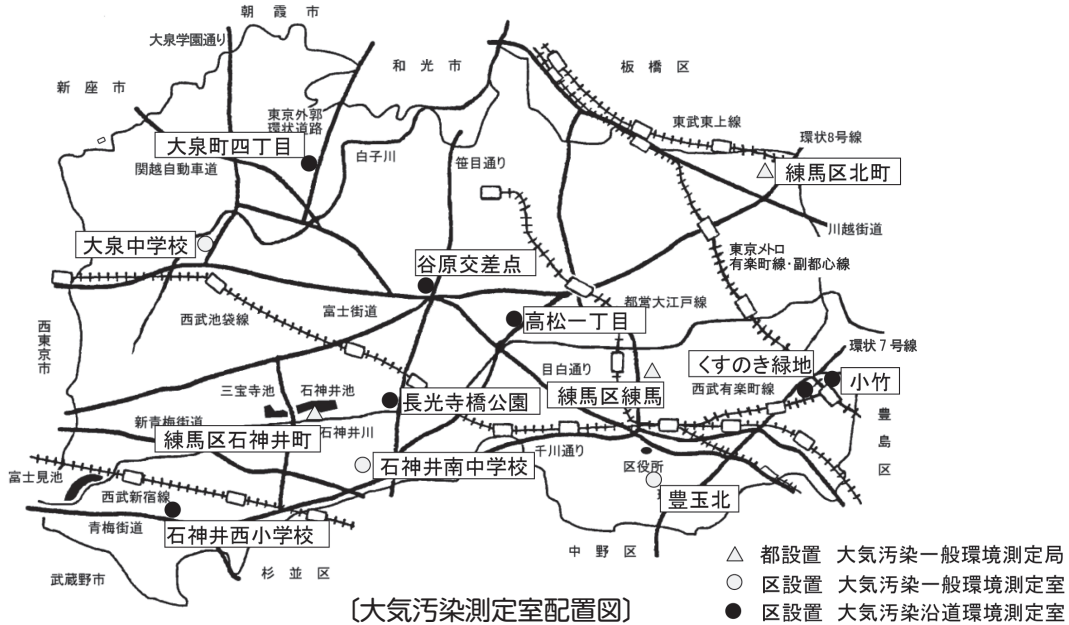 朝霞市
大泉学園通り
和光市
板橋区
新座市
東京外郭
環状道路
東武東上線
環状8号線
大泉町四丁目
白子川
笹目通り
関越自動車道
練馬区北町
川越街道
大泉中学校
東京メトロ
有楽町線・副都心線
谷原交差点
都営大江戸線
富士街道
西武池袋線
高松一丁目
西東京市
環状7号線
目白通り
くすのき緑地
小竹
三宝寺池
石神井池
練馬区練馬
西武有楽町線
長光寺橋公園
豊島区
新青梅街道
石神井川
練馬区石神井町
千川通り
石神井南中学校
区役所
富士見池
西武新宿線
豊玉北
青梅街道
石神井西小学校
中野区
武蔵野市
杉並区
△ 都設置 大気汚染一般環境測定局
○ 区設置 大気汚染一般環境測定室
● 区設置 大気汚染沿道環境測定室
〔大気汚染測定室配置図〕